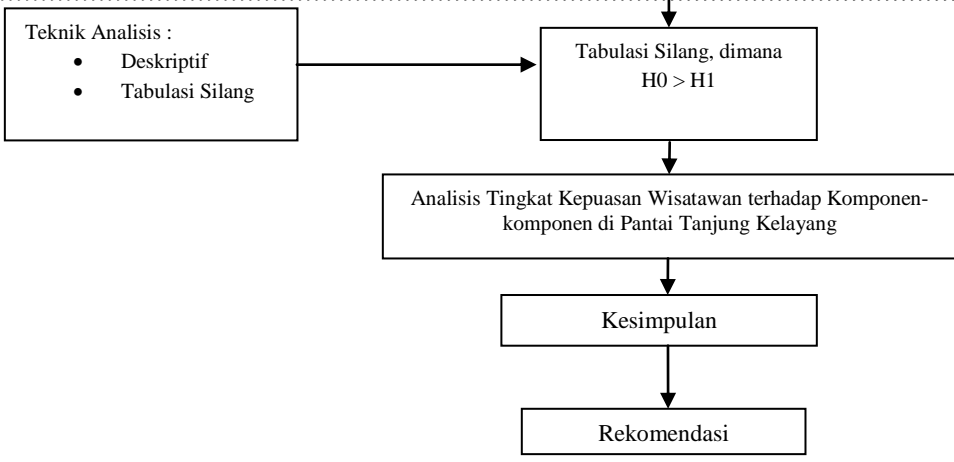 Teknik Analisis :
• Deskriptif
• Tabulasi Silang
Tabulasi Silang, dimana
H0 > H1
Analisis Tingkat Kepuasan Wisatawan terhadap Komponen-
komponen di Pantai Tanjung Kelayang
Kesimpulan
Rekomendasi